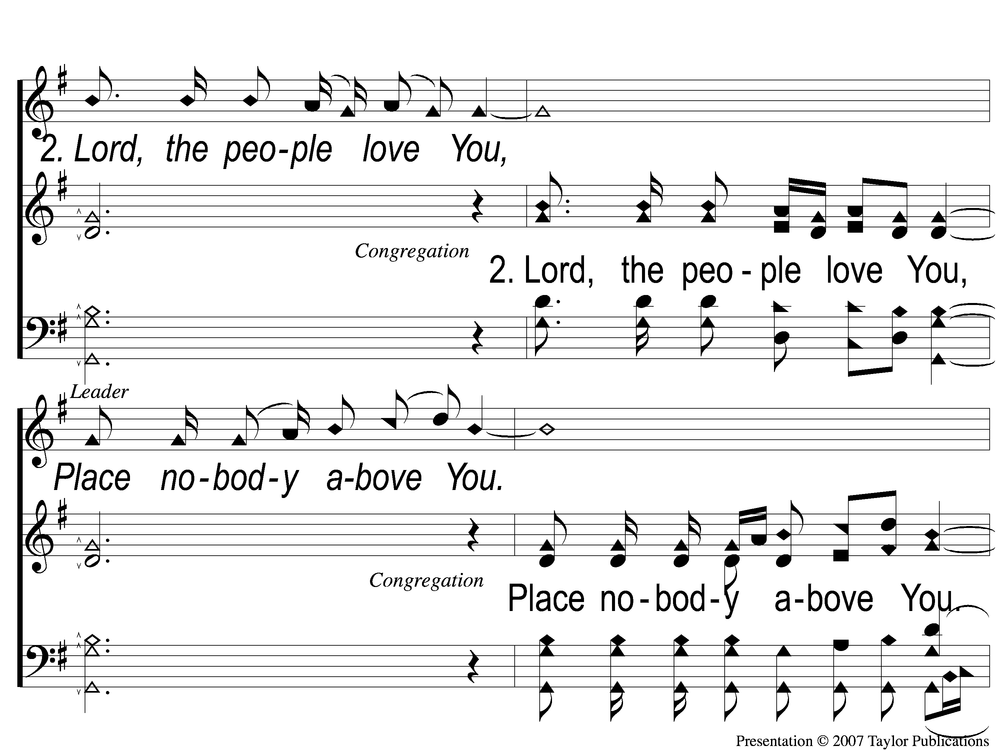 2. Lord, the peo-ple love You,
Congregation
2. Lord, the peo-ple love You,
Leader
Place no-bod-y a-bove You.
Congregation
Place no-bod-y a-bove You.
Presentation © 2007 Taylor Publications